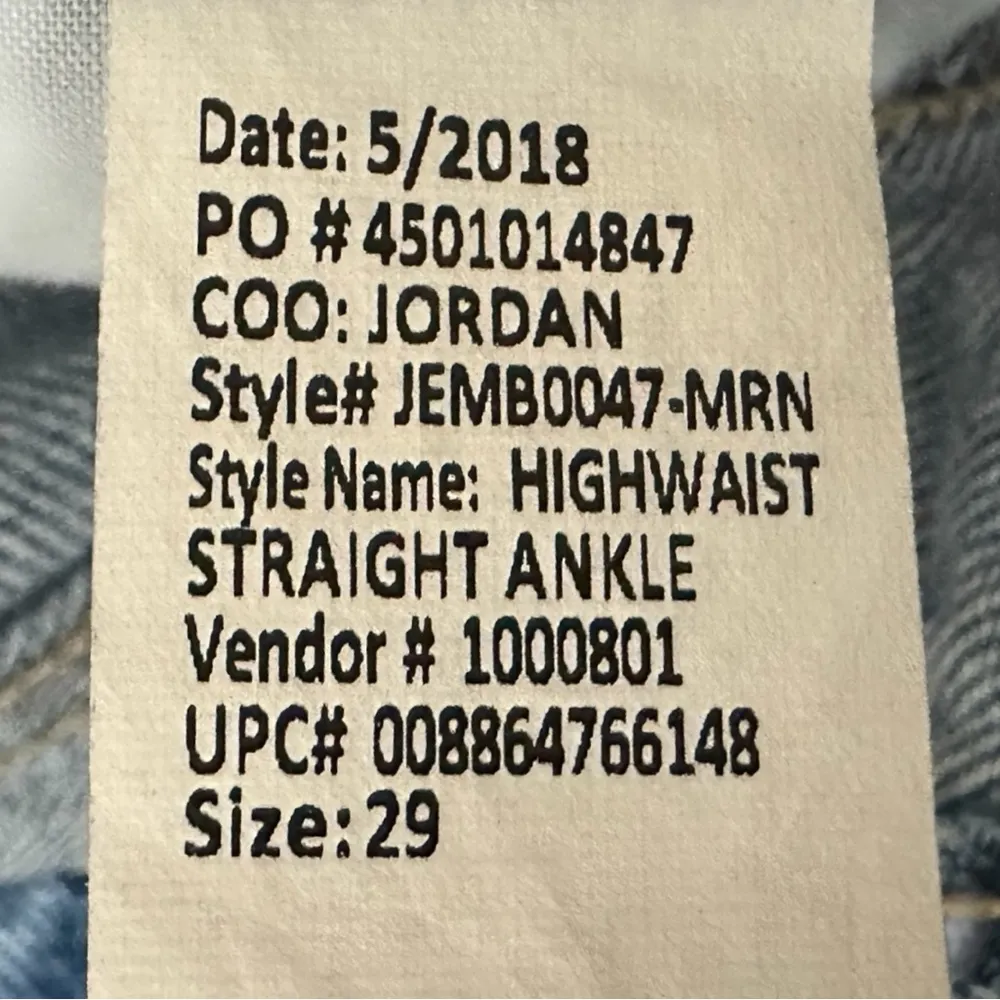 Date: 5/2018
PO # 4501014847
COO: JORDAN
Style# JEMB0047-MRN
Style Name: HIGHWAIST
STRAIGHT ANKLE
Vendor # 1000801
UPC# 008864766148
Size: 29